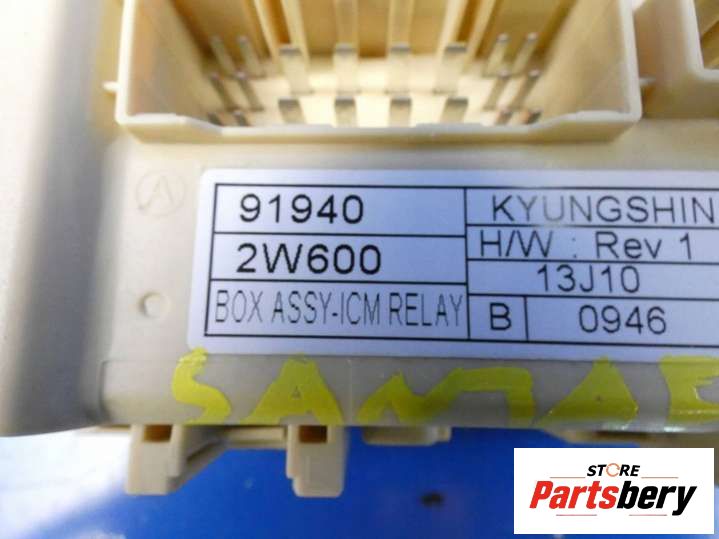 A
91940
2W600
BOX ASSY-ICM RELAY
KYUNGSHIN
H/W : Rev 1
13J10
B 0946
STORE
Partsbery